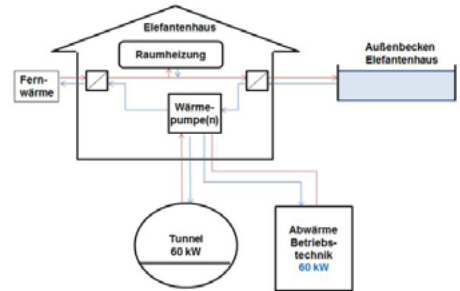 Elefantenhaus
Raumheizung
Außenbecken
Elefantenhaus
Fern-
wärme
Wärme-
pumpe(n)
Tunnel
60 kW
Abwärme
Betriebs-
technik
60 kW